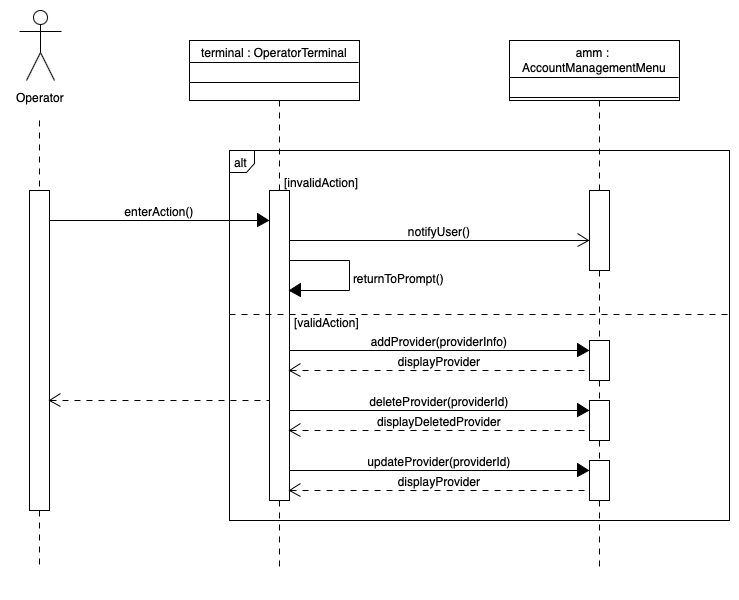 Operator
terminal : OperatorTerminal
amm :
AccountManagementMenu
alt
[invalidAction]
enterAction()
notifyUser()
returnToPrompt()
[validAction]
addProvider(providerInfo)
displayProvider
deleteProvider(providerId)
displayDeletedProvider
updateProvider(providerId)
displayProvider